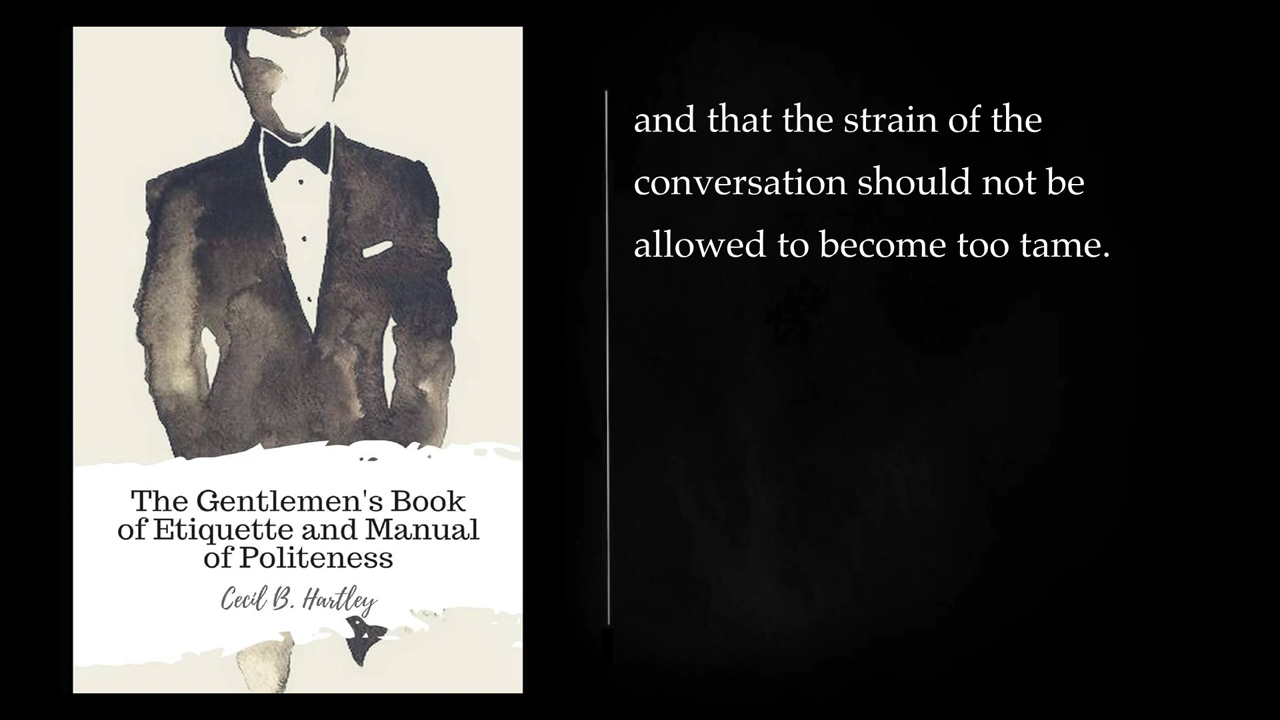 The Gentlemen's Book
of Etiquette and Manual
of Politeness
Cecil B. Hartley
and that the strain of the
conversation should not be
allowed to become too tame.